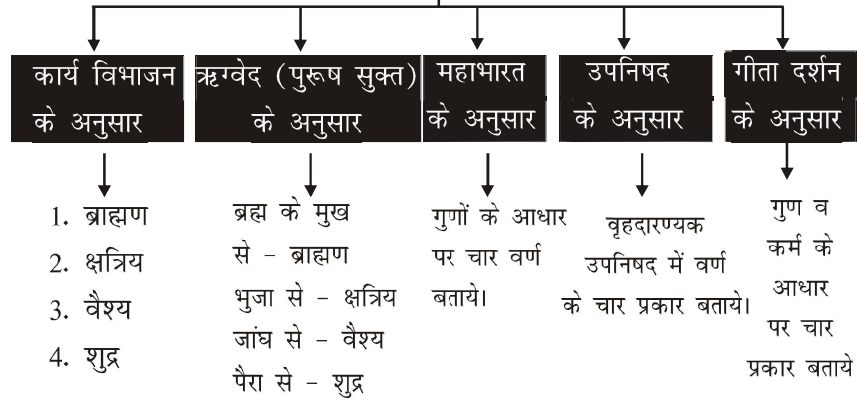 कार्य विभाजन
के अनुसार
ऋग्वेद (पुरूष सुक्त)
के अनुसार
महाभारत
के अनुसार
उपनिषद
के अनुसार
गीता दर्शन
के अनुसार
1. ब्राह्मण
2. क्षत्रिय
3. वैश्य
4. शुद्र
ब्रह्म के मुख
से - ब्राह्मण
भुजा से - क्षत्रिय
जांघ से - वैश्य
पैरा से - शुद्र
गुणों के आधार
पर चार वर्ण
बताये।
वृहदारण्यक
उपनिषद में वर्ण
के चार प्रकार बताये।
गुण व
कर्म के
आधार
पर चार
प्रकार बताये